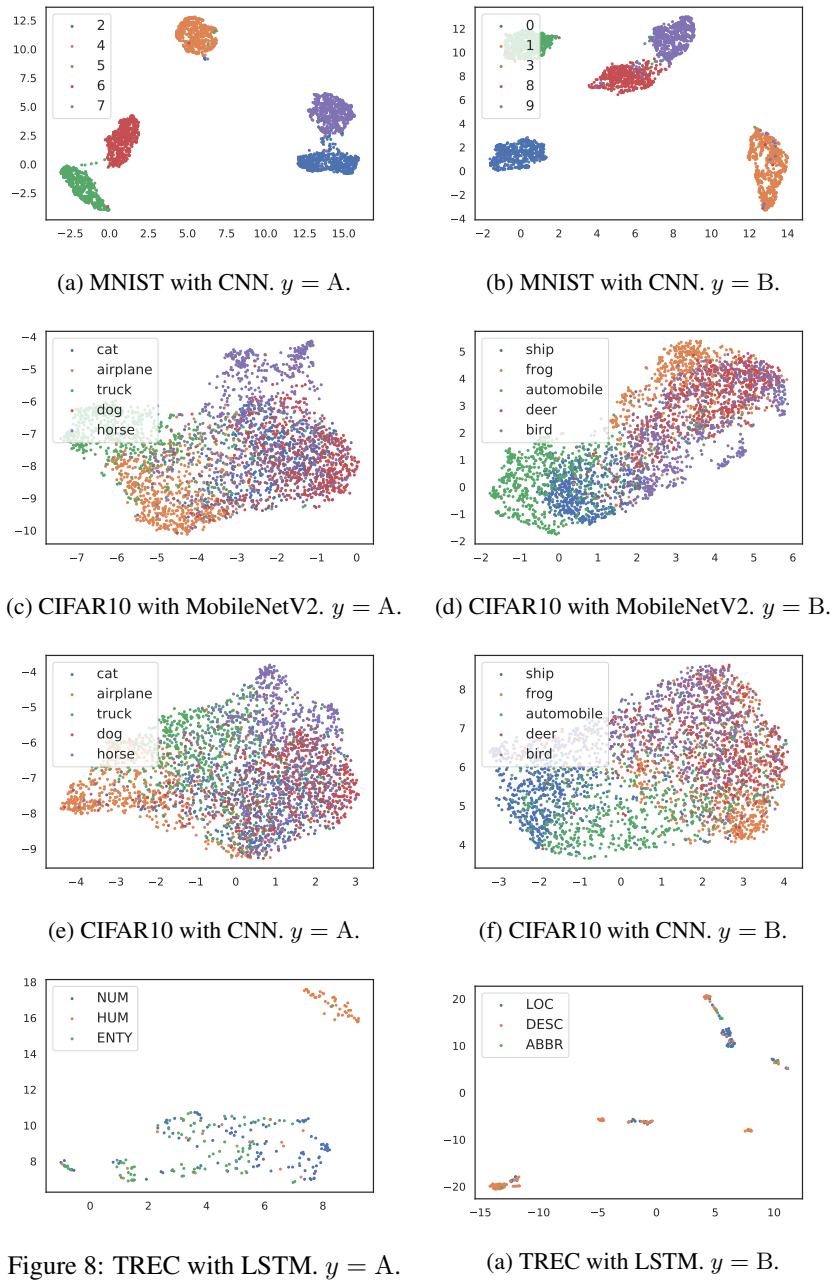 12.5
10.0
7.5
5.0
2.5
0.0
−2.5
2
4
5
6
7
−2.5 0.0 2.5 5.0 7.5 10.0 12.5 15.0
(a) MNIST with CNN. y = A.
12
10
8
6
4
2
0
−2
−4
0
1
3
8
9
−2 0 2 4 6 8 10 12 14
(b) MNIST with CNN. y = B.
−4
−5
−6
−7
−8
−9
−10
cat
airplane
truck
dog
horse
−7 −6 −5 −4 −3 −2 −1 0
(c) CIFAR10 with MobileNetV2. y = A.
5
4
3
2
1
0
−1
−2
ship
frog
automobile
deer
bird
−2 −1 0 1 2 3 4 5 6
(d) CIFAR10 with MobileNetV2. y = B.
−4
−5
−6
−7
−8
−9
cat
airplane
truck
dog
horse
−4 −3 −2 −1 0 1 2 3
(e) CIFAR10 with CNN. y = A.
8
7
6
5
4
ship
frog
automobile
deer
bird
−3 −2 −1 0 1 2 3 4
(f) CIFAR10 with CNN. y = B.
18
16
14
12
10
8
NUM
HUM
ENTY
0 2 4 6 8
Figure 8: TREC with LSTM. y = A.
20
10
0
−10
−20
LOC
DESC
ABBR
−15 −10 −5 0 5 10
(a) TREC with LSTM. y = B.